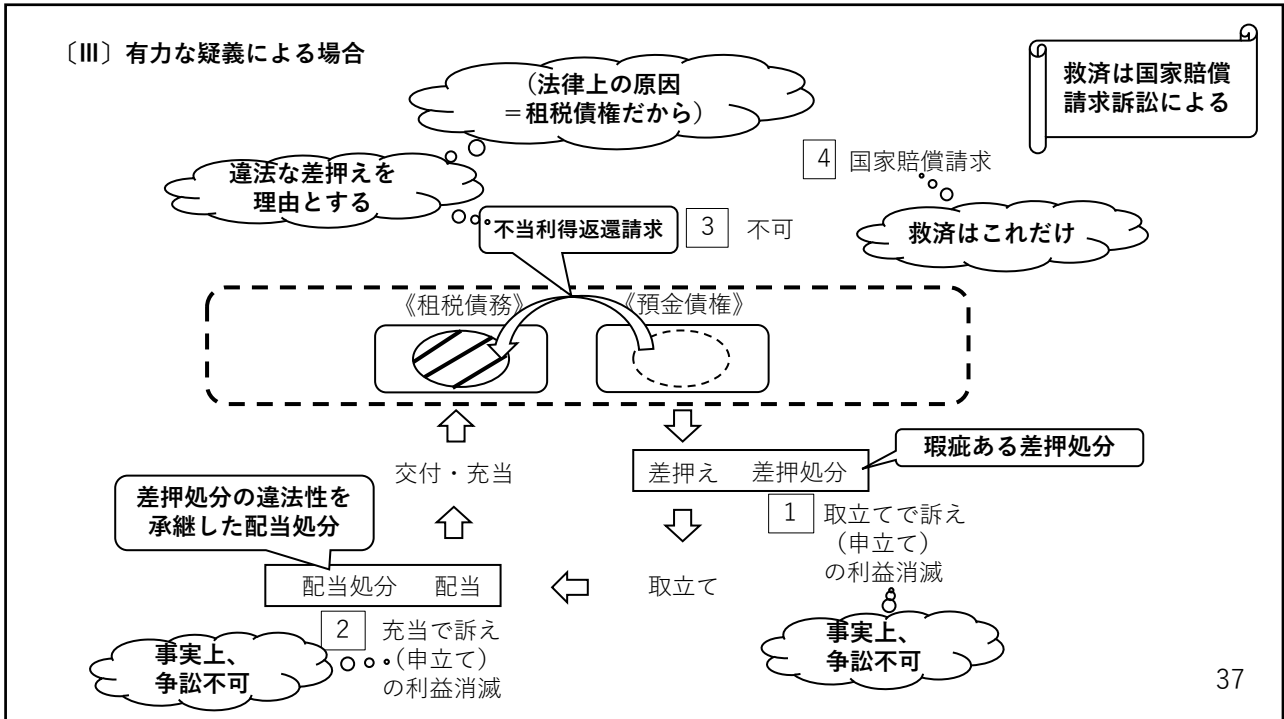 〔Ⅲ〕有力な疑義による場合
救済は国家賠償
請求訴訟による
(法律上の原因
＝租税債権だから)
4 国家賠償請求
違法な差押えを
理由とする
不当利得返還請求 3 不可
救済はこれだけ
《租税債務》 《預金債権》
瑕疵ある差押処分
交付・充当
差押え 差押処分
差押処分の違法性を
承継した配当処分
1 取立てで訴え
(申立て)
の利益消滅
配当処分 配当
取立て
2 充当で訴え
(申立て)
の利益消滅
事実上、
争訟不可
事実上、
争訟不可
37